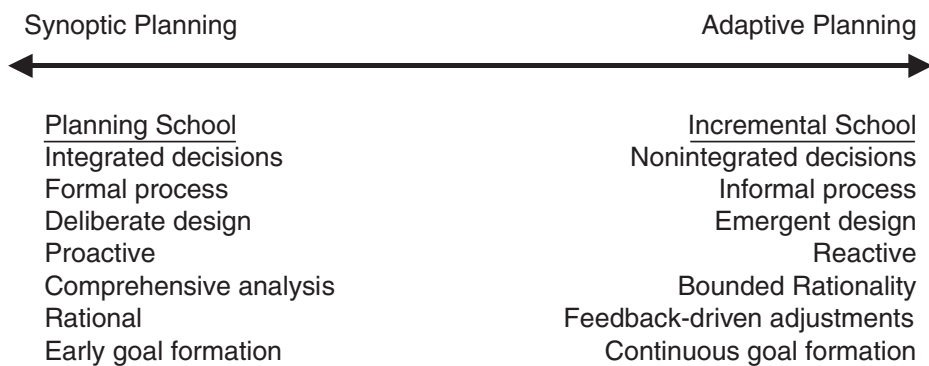 Synoptic Planning Adaptive Planning
Planning School Incremental School
Integrated decisions Nonintegrated decisions
Formal process Informal process
Deliberate design Emergent design
Proactive Reactive
Comprehensive analysis Bounded Rationality
Rational Feedback-driven adjustments
Early goal formation Continuous goal formation